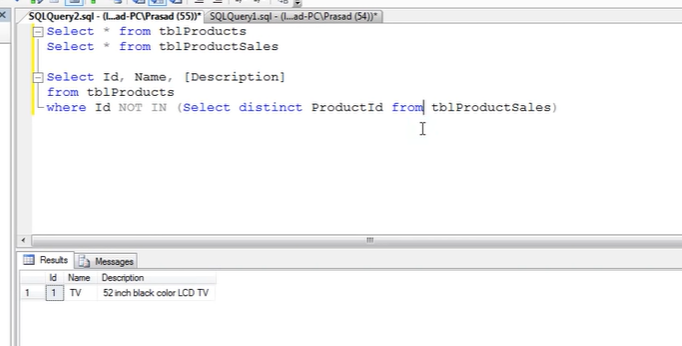 SQLQuery2.sql - (l...ad-PC\Prasad (55))* SQLQuery1.sql - (l...ad-PC\Prasad (54))*
Select * from tblProducts
Select * from tblProductSales
Select Id, Name, [Description]
from tblProducts
where Id NOT IN (Select distinct ProductId from tblProductSales)
Results Messages
Id Name Description
1 1 TV 52 inch black color LCD TV